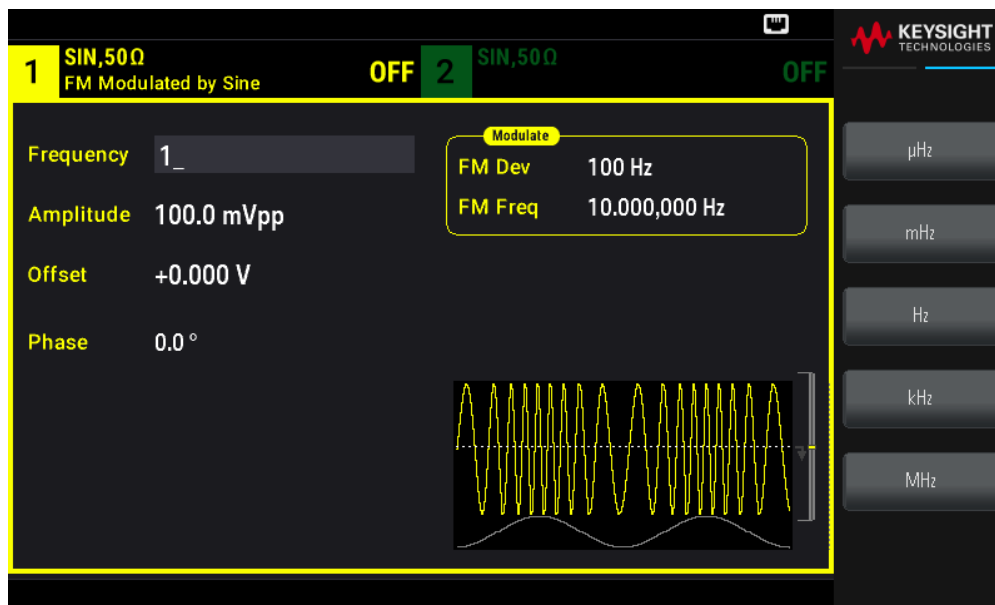 KEYSIGHT
TECHNOLOGIES
1
SIN,50Ω
FM Modulated by Sine
OFF
2
SIN,50Ω
OFF
Frequency
1_
Amplitude
100.0 mVpp
Offset
+0.000 V
Phase
0.0 °
Modulate
FM Dev
100 Hz
FM Freq
10.000,000 Hz
µHz
mHz
Hz
kHz
MHz